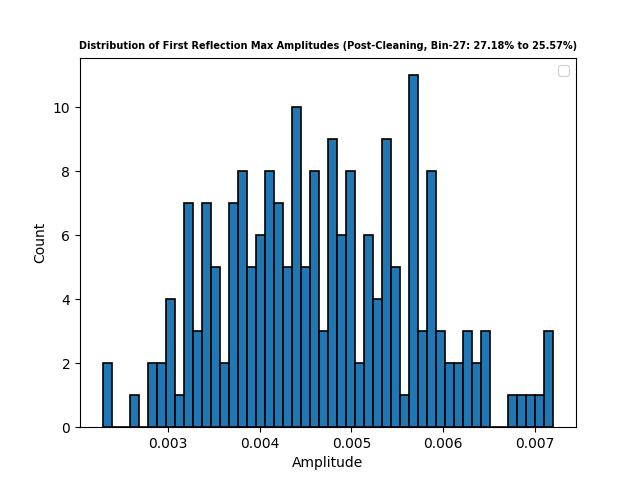 Distribution of First Reflection Max Amplitudes (Post-Cleaning, Bin-27: 27.18% to 25.57%)
10
8
6
4
2
0
Count
0.003 0.004 0.005 0.006 0.007
Amplitude